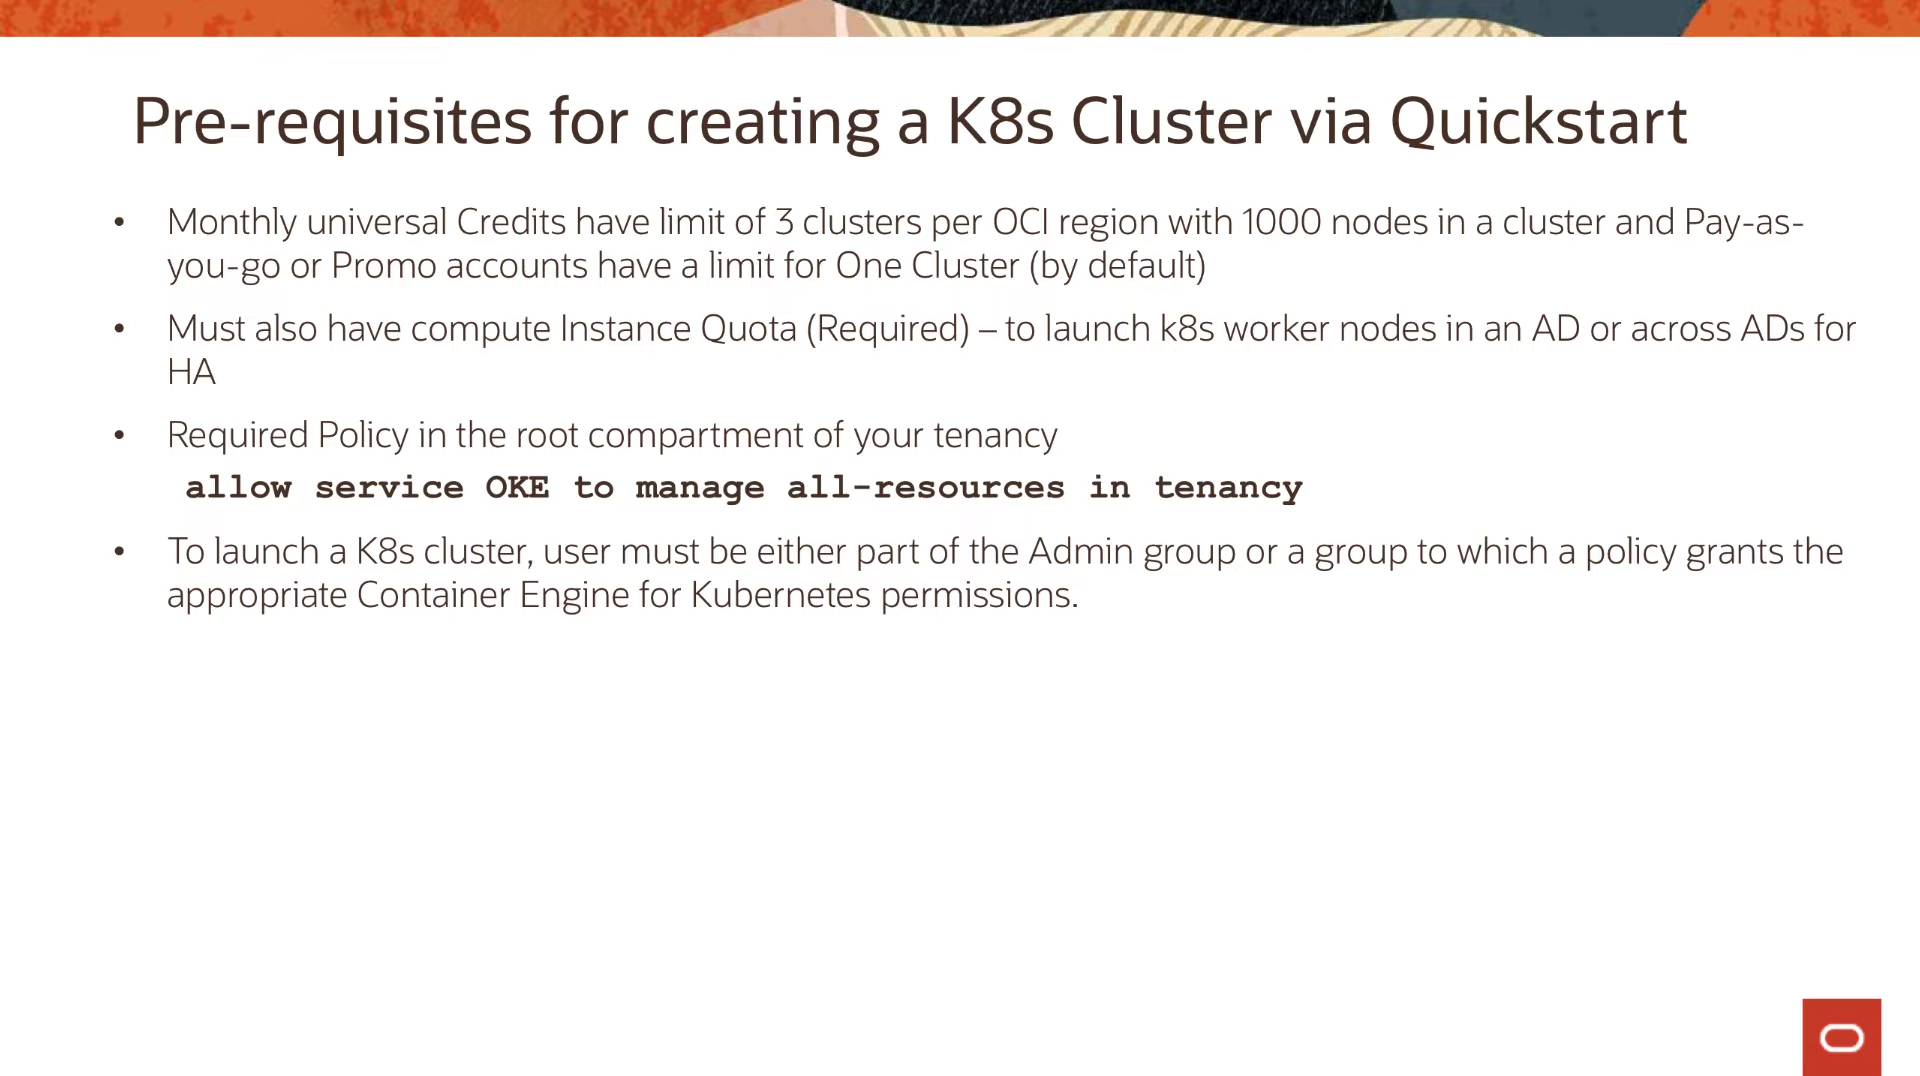 Pre-requisites for creating a K8s Cluster via Quickstart
• Monthly universal Credits have limit of 3 clusters per OCI region with 1000 nodes in a cluster and Pay-as-
you-go or Promo accounts have a limit for One Cluster (by default)
• Must also have compute Instance Quota (Required) – to launch k8s worker nodes in an AD or across ADs for
HA
• Required Policy in the root compartment of your tenancy
allow service OKE to manage all-resources in tenancy
• To launch a K8s cluster, user must be either part of the Admin group or a group to which a policy grants the
appropriate Container Engine for Kubernetes permissions.